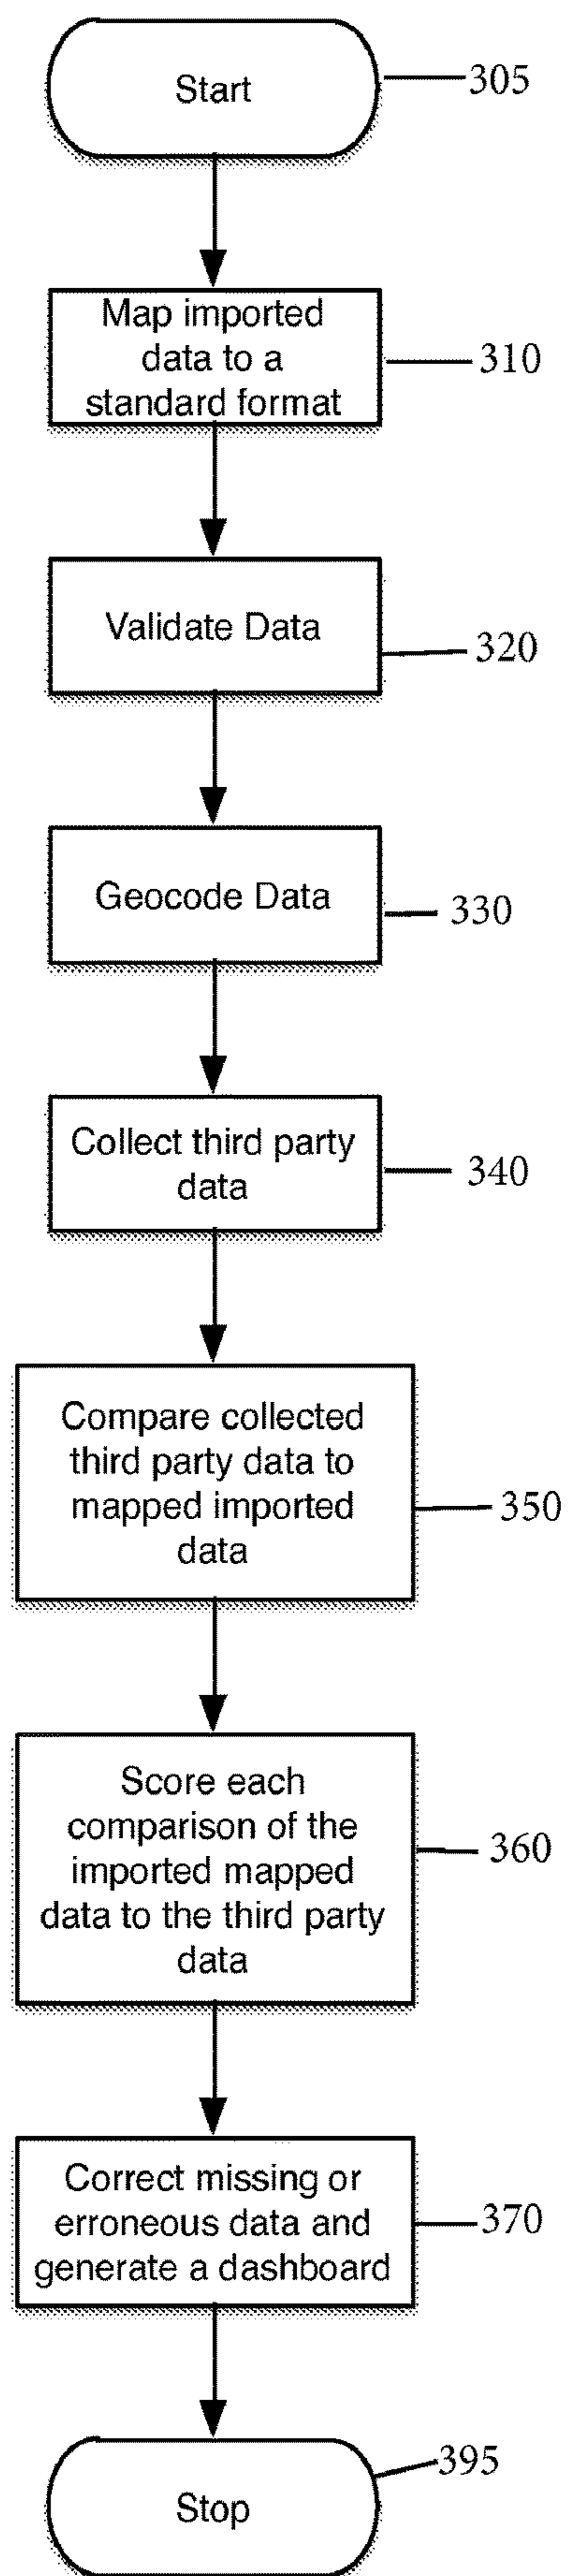 Start
305
Map imported
data to a
standard format
310
Validate Data
320
Geocode Data
330
Collect third party
data
340
Compare collected
third party data to
mapped imported
data
350
Score each
comparison of the
imported mapped
data to the third party
data
360
Correct missing or
erroneous data and
generate a dashboard
370
Stop
395